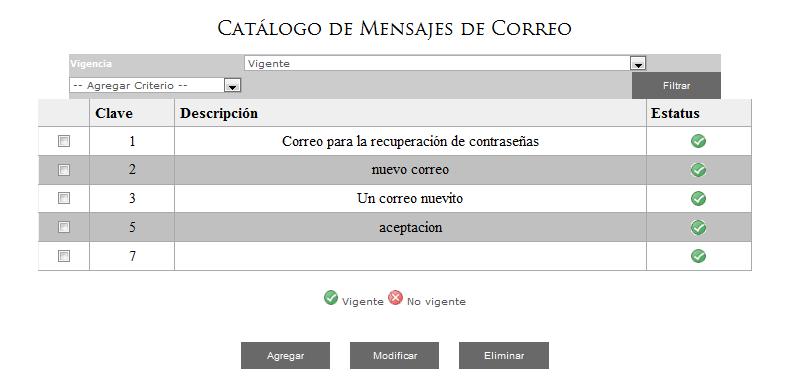 CATÁLOGO DE MENSAJES DE CORREO
Vigencia Vigente
-- Agregar Criterio -- Filtrar
Clave Descripción Estatus
1 Correo para la recuperación de contraseñas
2 nuevo correo
3 Un correo nuevito
5 aceptacion
7
Vigente No vigente
Agregar Modificar Eliminar